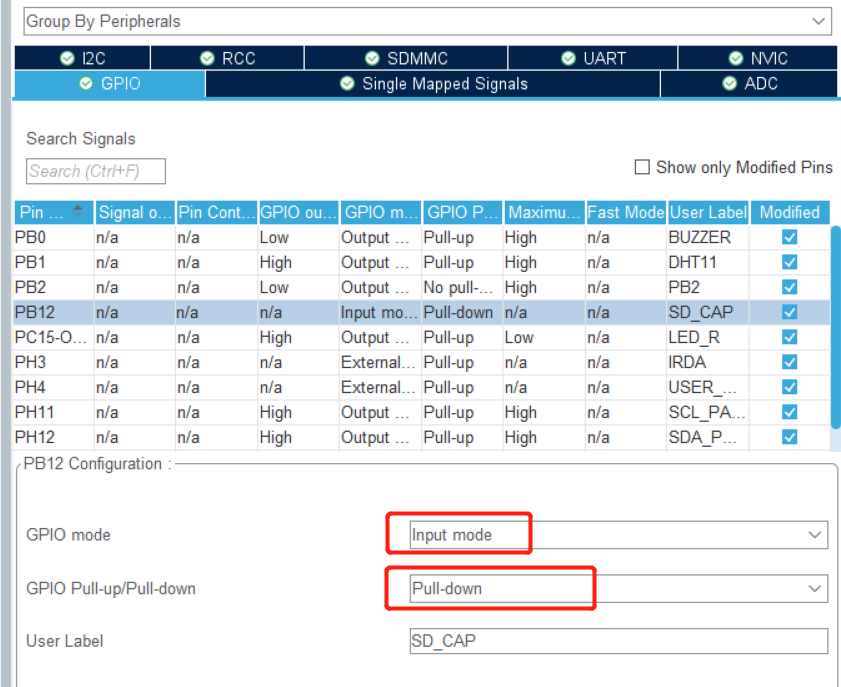 Group By Peripherals
I2C RCC SDMMC UART NVIC
GPIO Single Mapped Signals ADC
Search Signals
Search (Ctrl+F)
Show only Modified Pins
Pin ... Signal o... Pin Cont... GPIO ou... GPIO m... GPIO P... Maximu... Fast Mode User Label Modified
PB0 n/a n/a Low Output ... Pull-up High n/a BUZZER
PB1 n/a n/a High Output ... Pull-up High n/a DHT11
PB2 n/a n/a Low Output ... No pull-... High n/a PB2
PB12 n/a n/a n/a Input mo... Pull-down n/a n/a SD_CAP
PC15-O... n/a n/a High Output ... Pull-up Low n/a LED_R
PH3 n/a n/a n/a External... Pull-up n/a n/a IRDA
PH4 n/a n/a n/a External... Pull-up n/a n/a USER_...
PH11 n/a n/a High Output ... Pull-up High n/a SCL_PA...
PH12 n/a n/a High Output ... Pull-up High n/a SDA_P...
PB12 Configuration :
GPIO mode Input mode
GPIO Pull-up/Pull-down Pull-down
User Label SD_CAP